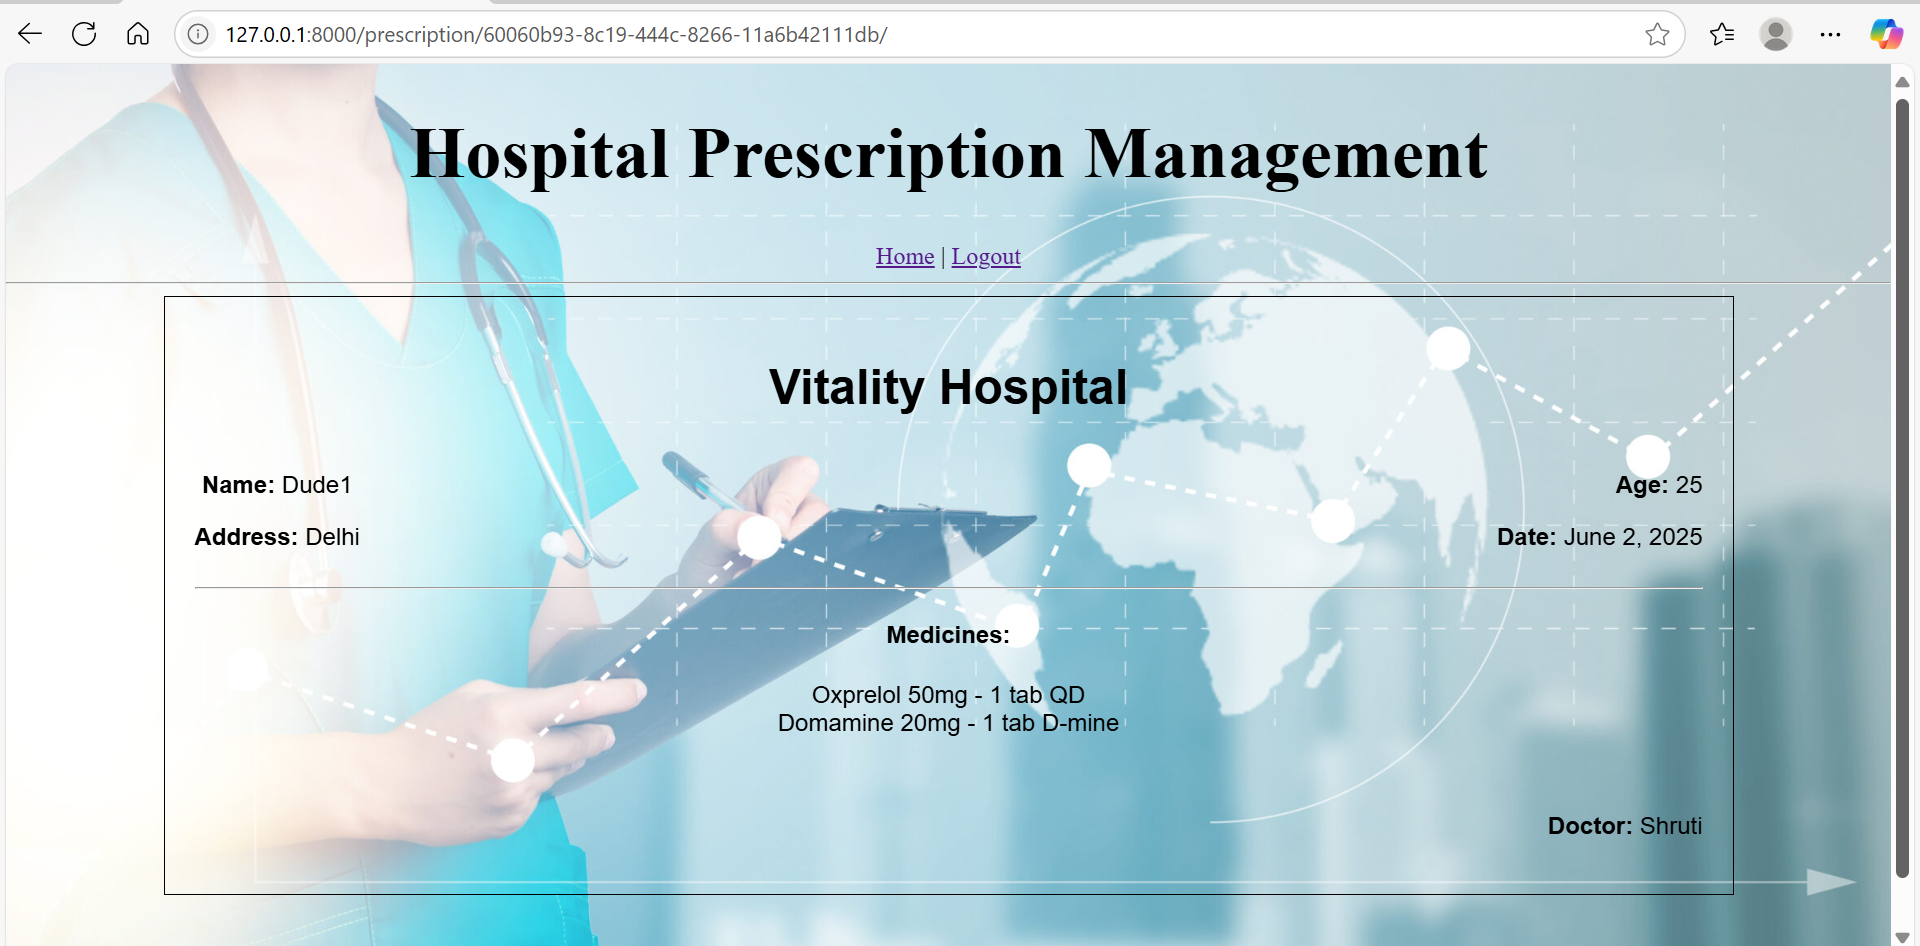 127.0.0.1:8000/prescription/60060b93-8c19-444c-8266-11a6b42111db/
Hospital Prescription Management
Home | Logout
Vitality Hospital
Name: Dude1
Age: 25
Address: Delhi
Date: June 2, 2025
Medicines:
Oxprelol 50mg - 1 tab QD
Domamine 20mg - 1 tab D-mine
Doctor: Shruti